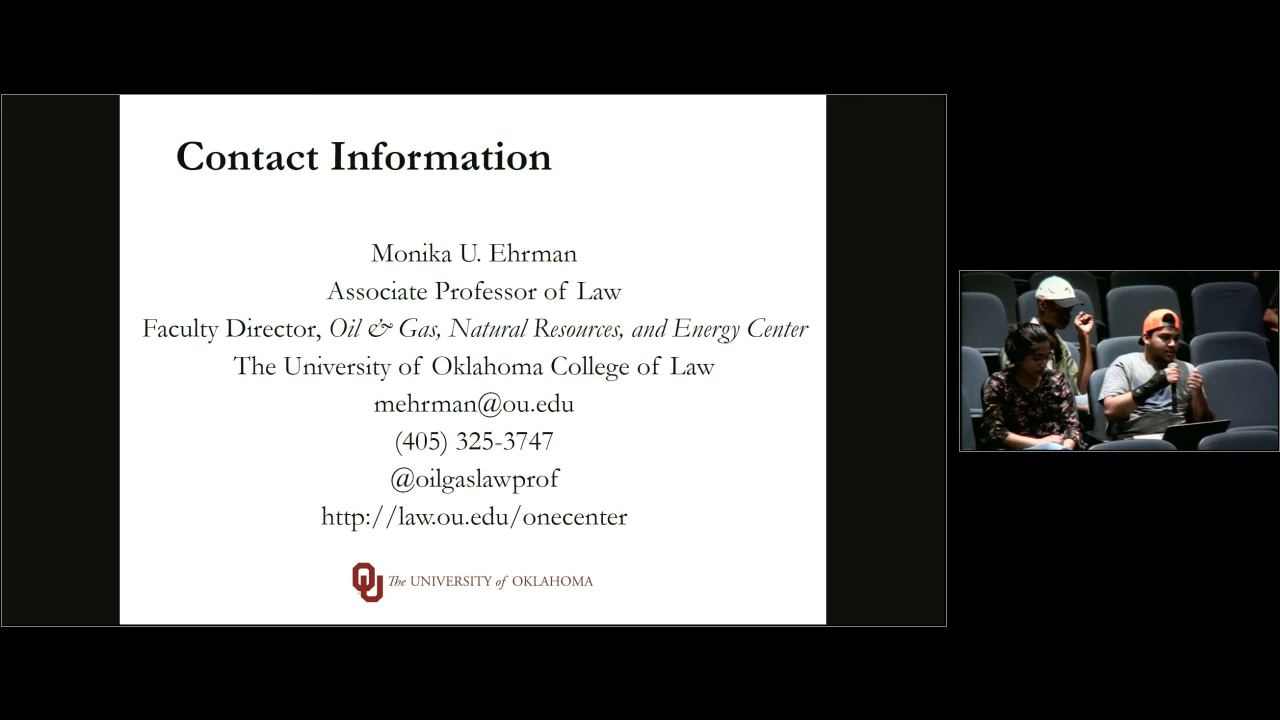 Contact Information
Monika U. Ehrman
Associate Professor of Law
Faculty Director, Oil & Gas, Natural Resources, and Energy Center
The University of Oklahoma College of Law
mehrman@ou.edu
(405) 325-3747
@oilgaslawprof
http://law.ou.edu/onecenter
The UNIVERSITY of OKLAHOMA